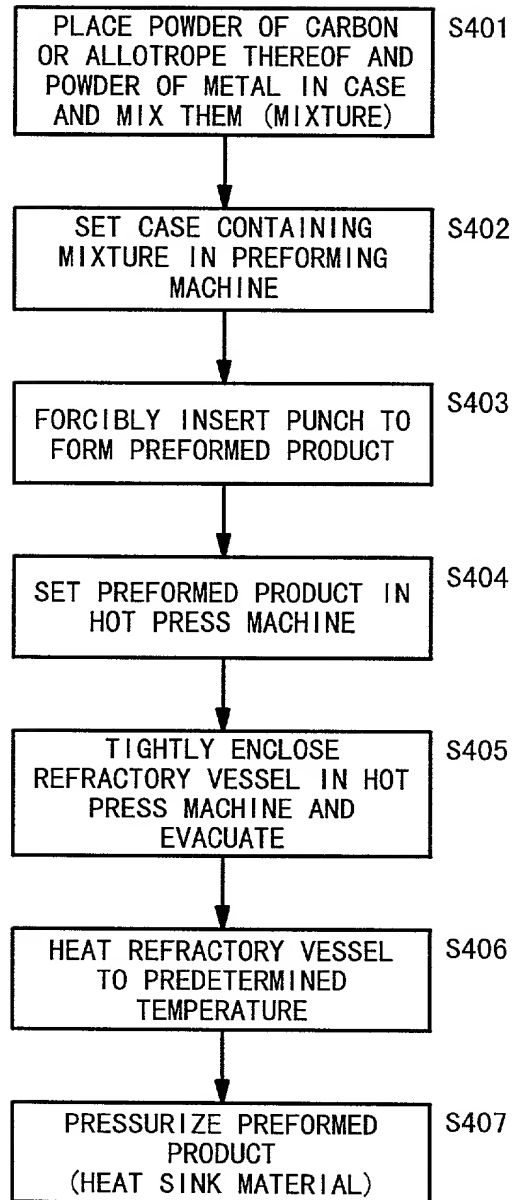 PLACE POWDER OF CARBON
OR ALLOTROPE THEREOF AND
POWDER OF METAL IN CASE
AND MIX THEM (MIXTURE)
S401
SET CASE CONTAINING
MIXTURE IN PREFORMING
MACHINE
S402
FORCIBLY INSERT PUNCH TO
FORM PREFORMED PRODUCT
S403
SET PREFORMED PRODUCT IN
HOT PRESS MACHINE
S404
TIGHTLY ENCLOSE
REFRACTORY VESSEL IN HOT
PRESS MACHINE AND
EVACUATE
S405
HEAT REFRACTORY VESSEL
TO PREDETERMINED
TEMPERATURE
S406
PRESSURIZE PREFORMED
PRODUCT
(HEAT SINK MATERIAL)
S407